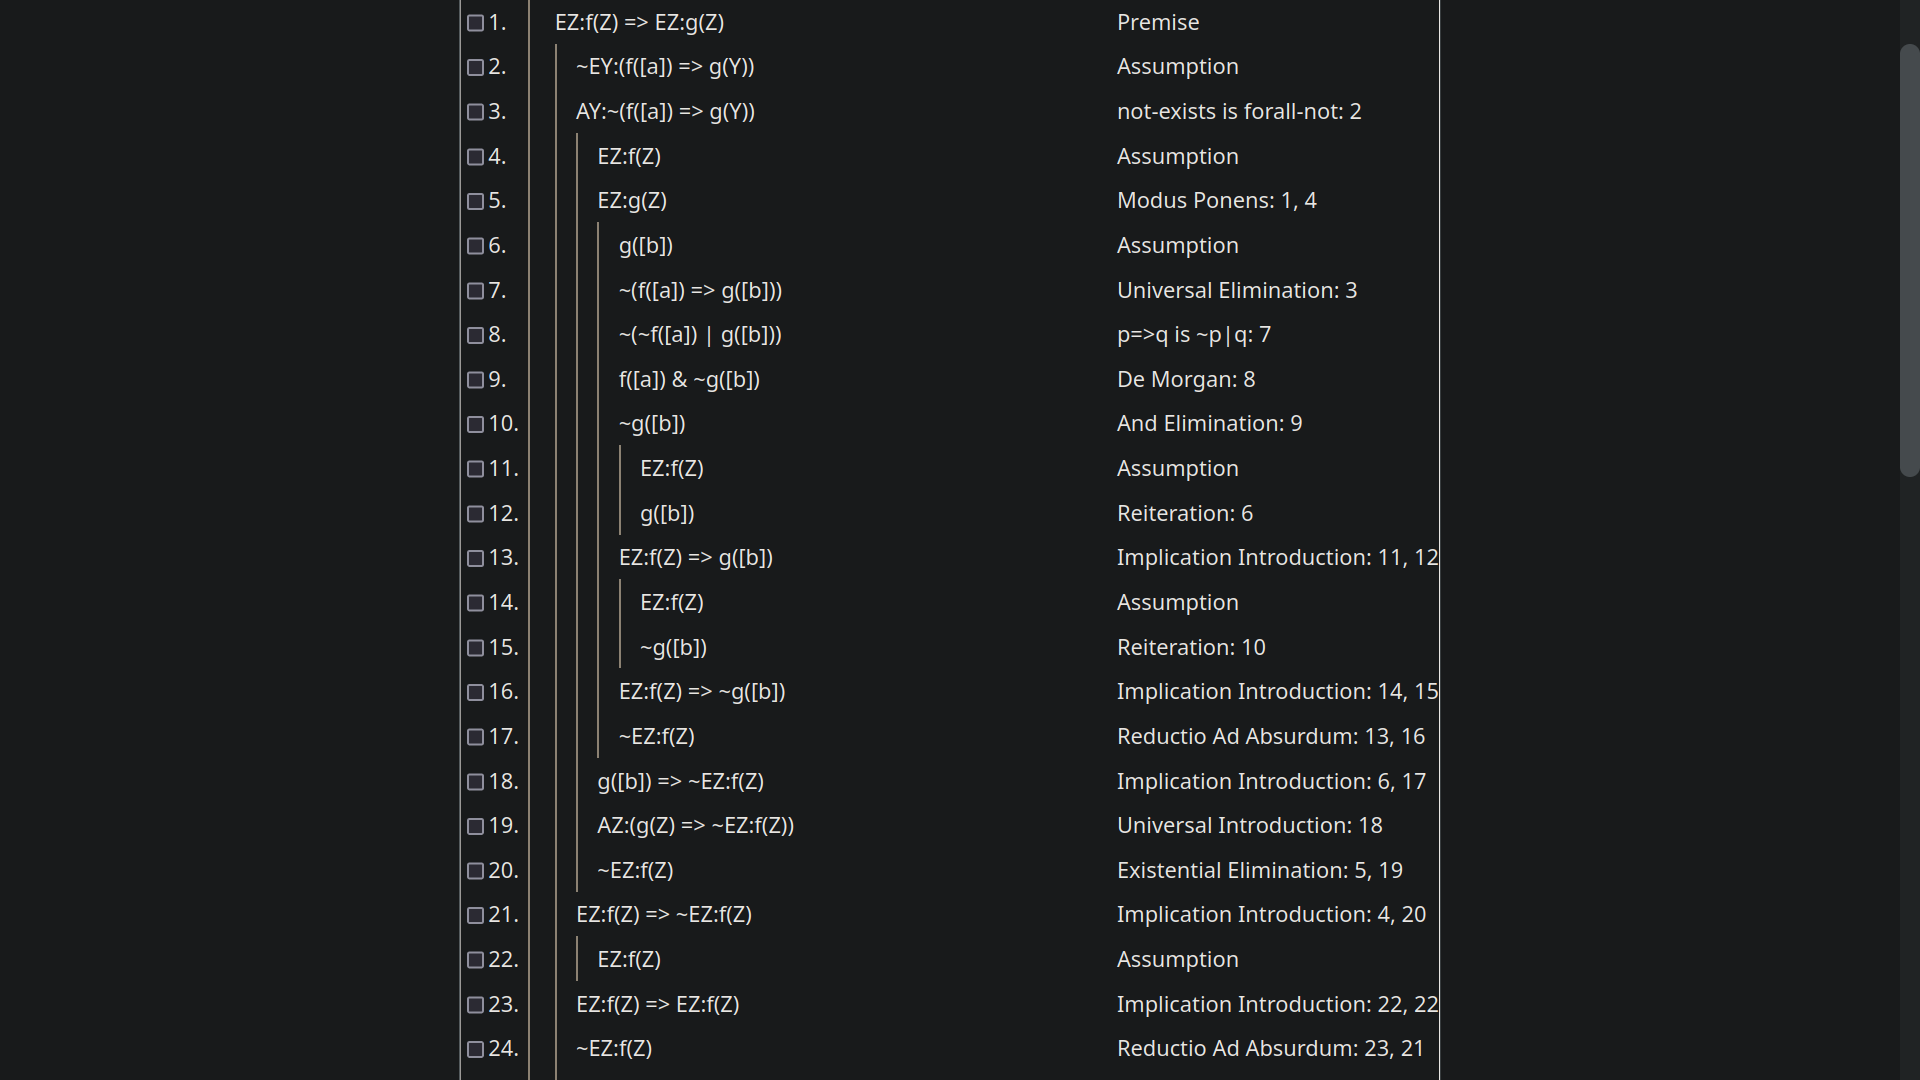 1. EZ:f(Z) => EZ:g(Z) Premise
2. ~EY:(f([a]) => g(Y)) Assumption
3. AY:~(f([a]) => g(Y)) not-exists is forall-not: 2
4. EZ:f(Z) Assumption
5. EZ:g(Z) Modus Ponens: 1, 4
6. g([b]) Assumption
7. ~(f([a]) => g([b])) Universal Elimination: 3
8. ~(~f([a]) | g([b])) p=>q is ~p|q: 7
9. f([a]) & ~g([b]) De Morgan: 8
10. ~g([b]) And Elimination: 9
11. EZ:f(Z) Assumption
12. g([b]) Reiteration: 6
13. EZ:f(Z) => g([b]) Implication Introduction: 11, 12
14. EZ:f(Z) Assumption
15. ~g([b]) Reiteration: 10
16. EZ:f(Z) => ~g([b]) Implication Introduction: 14, 15
17. ~EZ:f(Z) Reductio Ad Absurdum: 13, 16
18. g([b]) => ~EZ:f(Z) Implication Introduction: 6, 17
19. AZ:(g(Z) => ~EZ:f(Z)) Universal Introduction: 18
20. ~EZ:f(Z) Existential Elimination: 5, 19
21. EZ:f(Z) => ~EZ:f(Z) Implication Introduction: 4, 20
22. EZ:f(Z) Assumption
23. EZ:f(Z) => EZ:f(Z) Implication Introduction: 22, 22
24. ~EZ:f(Z) Reductio Ad Absurdum: 23, 21